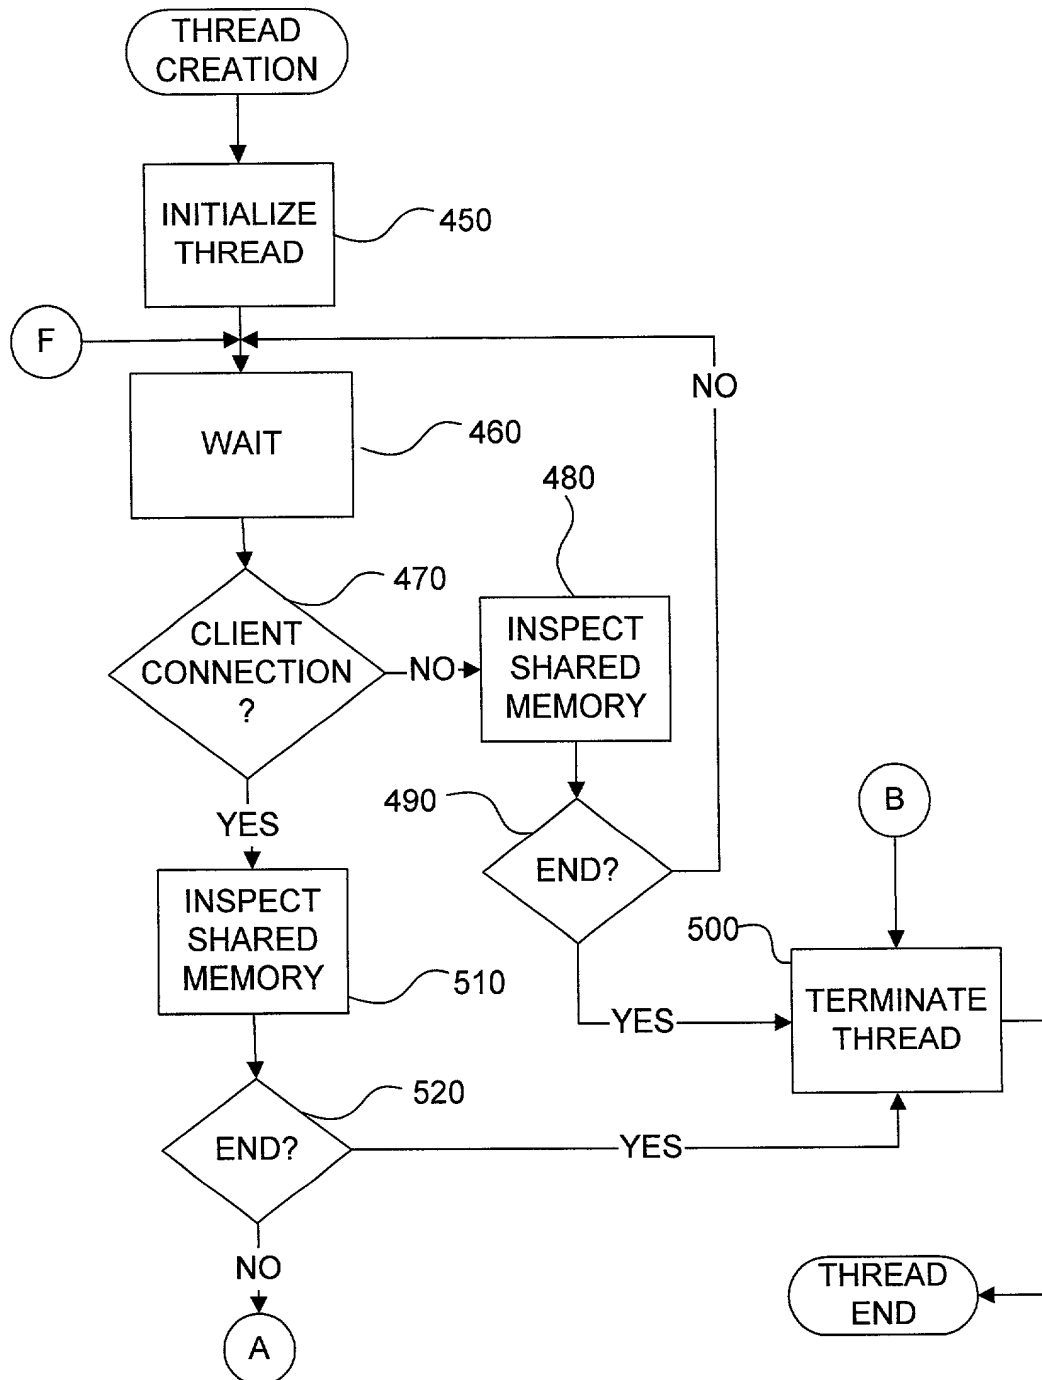 THREAD
CREATION
INITIALIZE
THREAD
450
F
NO
WAIT
460
480
470
CLIENT
CONNECTION
?
NO
INSPECT
SHARED
MEMORY
490
YES
END?
B
INSPECT
SHARED
MEMORY
510
500
YES
TERMINATE
THREAD
520
END?
YES
NO
THREAD
END
A